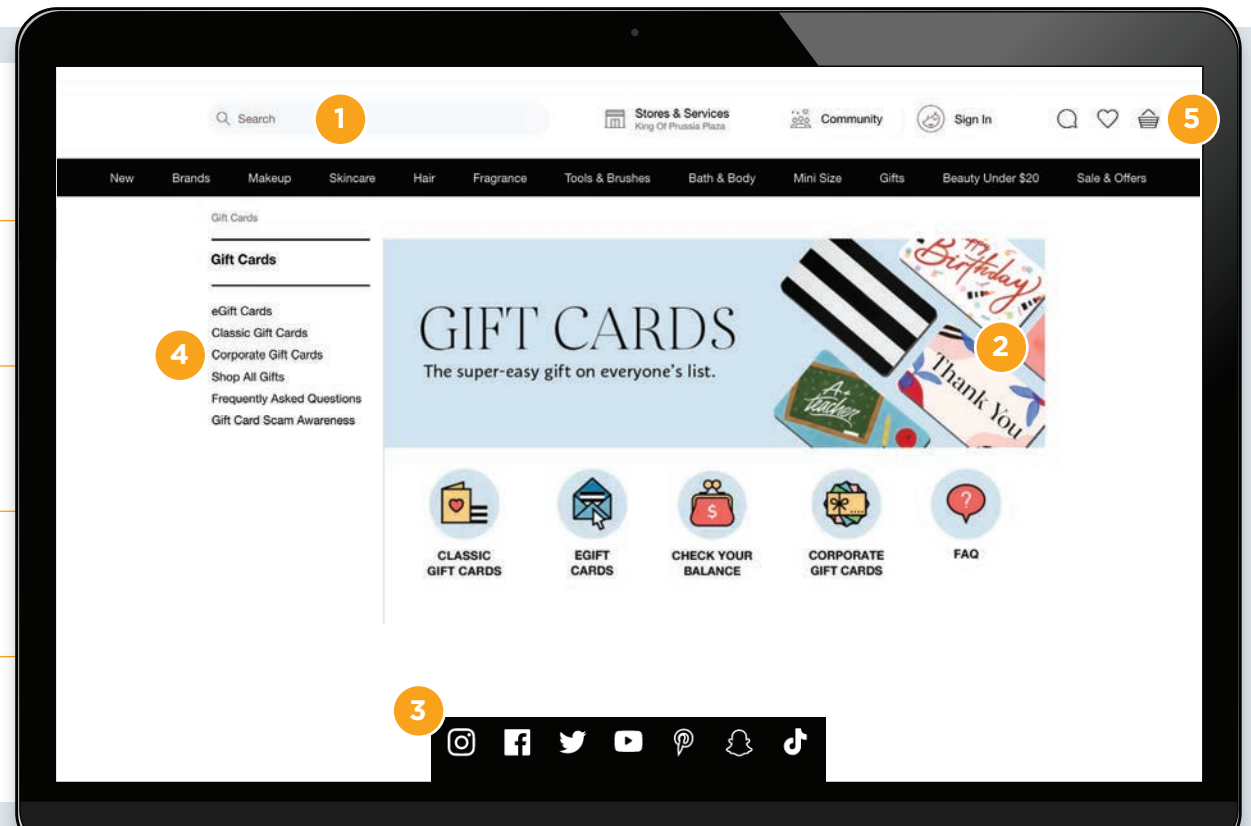 Search
1
Stores & Services
King Of Prussia Plaza
Community
Sign In
5
New Brands Makeup Skincare Hair Fragrance Tools & Brushes Bath & Body Mini Size Gifts Beauty Under $20 Sale & Offers
Gift Cards
Gift Cards
eGift Cards
Classic Gift Cards
4
Corporate Gift Cards
Shop All Gifts
Frequently Asked Questions
Gift Card Scam Awareness
GIFT CARDS
The super-easy gift on everyone's list.
Birthday
2
Thank You
A+
teacher
$
?
CLASSIC
GIFT CARDS
EGIFT
CARDS
CHECK YOUR
BALANCE
CORPORATE
GIFT CARDS
FAQ
3